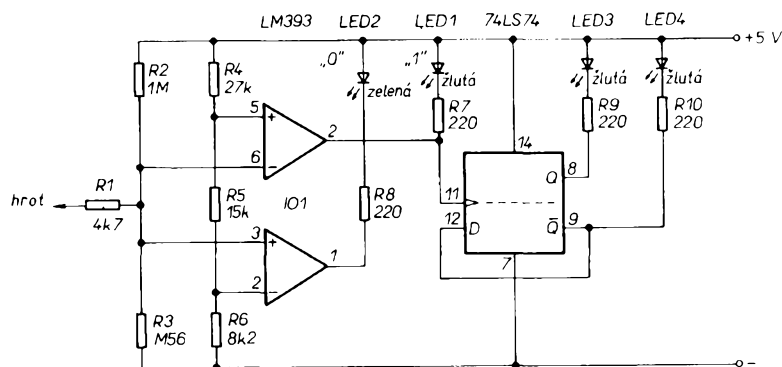 LM393 LED2 LED1 74LS74 LED3 LED4
+5 V
R2
1M
R4
27k
„0"
zelená
„1"
žlutá
žlutá
žlutá
R7
220
R9
220
R10
220
5
+
6
−
2
14
Q
8
11
12
D
Q̅
9
7
hrot
R1
4k7
R5
15k
IO1
R8
220
3
+
2
−
1
R3
M56
R6
8k2
−